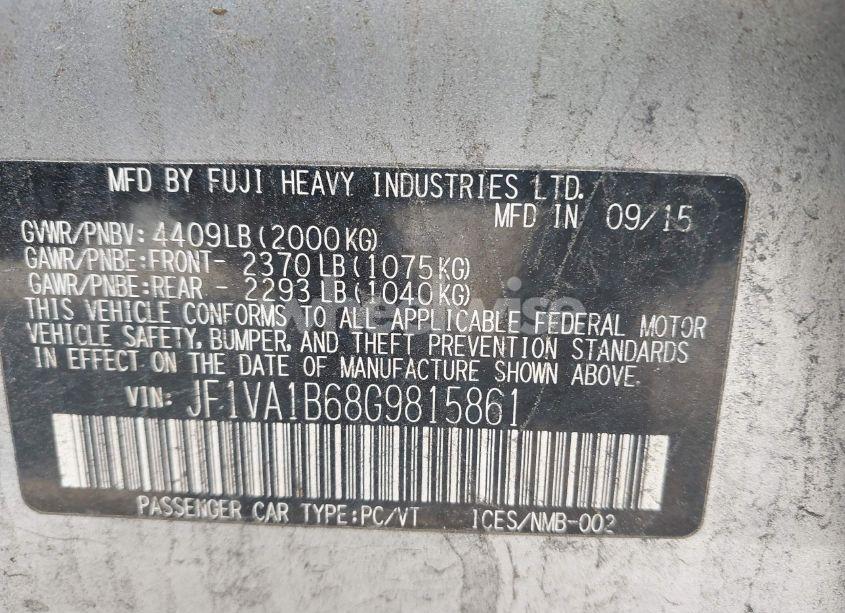 MFD BY FUJI HEAVY INDUSTRIES LTD.
MFD IN 09/15
GVWR/PNBV: 4409LB(2000KG)
GAWR/PNBE:FRONT- 2370LB(1075KG)
GAWR/PNBE:REAR - 2293LB(1040KG)
THIS VEHICLE CONFORMS TO ALL APPLICABLE FEDERAL MOTOR
VEHICLE SAFETY, BUMPER, AND THEFT PREVENTION STANDARDS
IN EFFECT ON THE DATE OF MANUFACTURE SHOWN ABOVE.
VIN: JF1VA1B68G9815861
PASSENGER CAR TYPE:PC/VT ICES/NMB-002